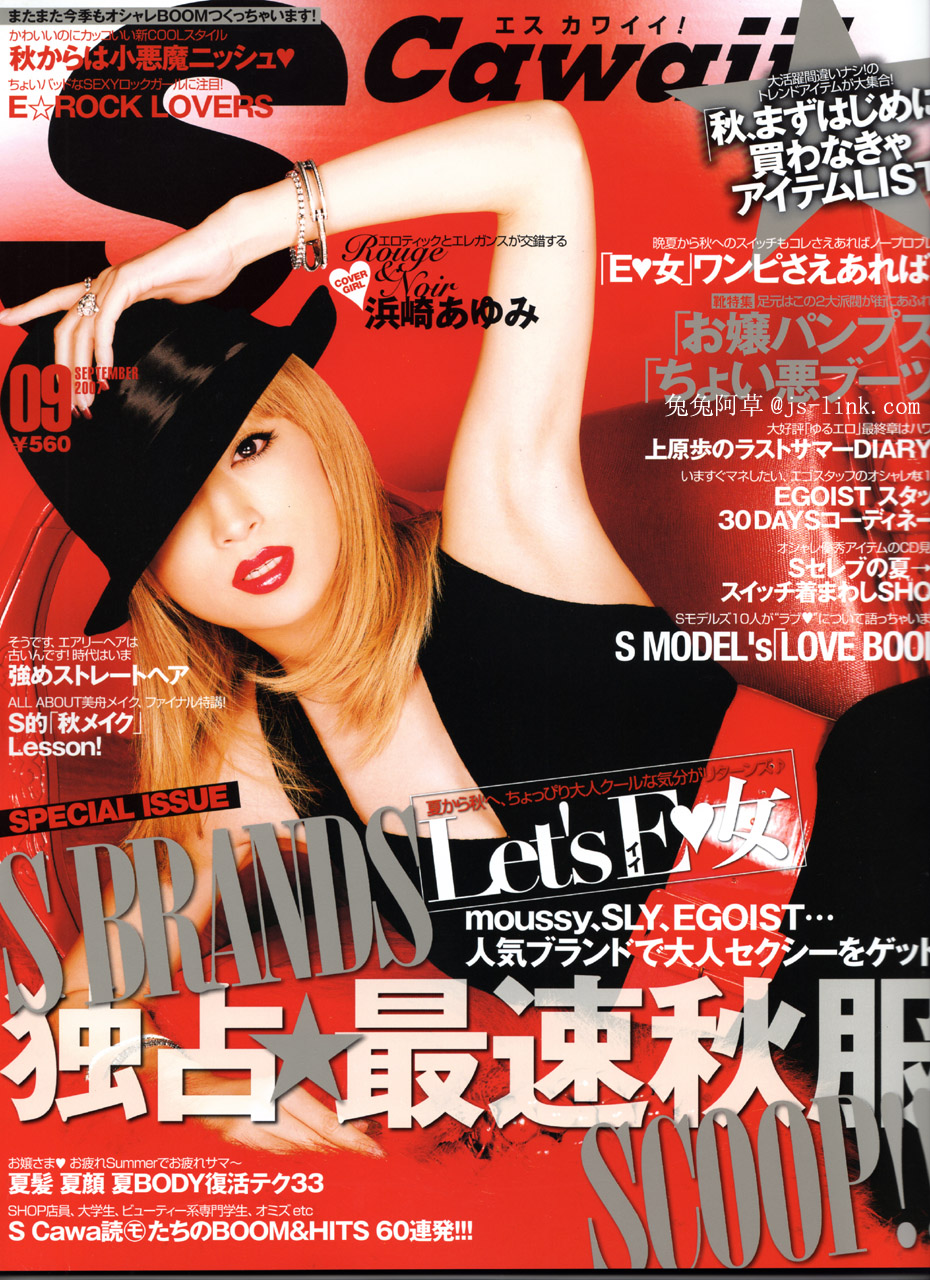 またまた今季もオシャレBOOMつくっちゃいます!
かわいいのにカッコいい新COOLスタイル
秋からは小悪魔ニッシュ♥
ちょいバッドなSEXYロックガールに注目!
E☆ROCK LOVERS
エス カワイイ!
S Cawaii!
大活躍間違いナシ!の
トレンドアイテムが大集合!
「秋、まずはじめに
買わなきゃ
アイテムLIST
エロティックとエレガンスが交錯する
Rouge
& Noir
COVER
GIRL
浜崎あゆみ
晩夏から秋へのスイッチもコレさえあればノープロブレ
「E♥女」ワンピさえあれば
靴特集 足元はこの2大派閥が街にあふれ
「お嬢パンプス
「ちょい悪ブーツ
兔兔阿草@js-link.com
09
SEPTEMBER
2007
¥560
大好評「ゆるエロ」最終章はハワ
上原歩のラストサマーDIARY
いますぐマネしたい、エゴスタッフのオシャレな1
EGOIST スタッ
30DAYSコーディネー
オシャレ優秀アイテムのCD見
Sセレブの夏→
スイッチ着まわしSHO
Sモデルズ10人が“ラブ♥”について語っちゃいま
S MODEL's「LOVE BOO
そうです、エアリーヘアは
古いんです!時代はいま
強めストレートヘア
ALL ABOUT美舟メイク、ファイナル特講!
S的「秋メイク」
Lesson!
SPECIAL ISSUE
夏から秋へ、ちょっぴり大人クールな気分がリターンズ♪
Let's E♥女
イイ
S BRANDS
moussy、SLY、EGOIST…
人気ブランドで大人セクシーをゲット
独占★最速秋服
SCOOP!!
お嬢さま♥ お疲れSummerでお疲れサマ〜
夏髪 夏顔 夏BODY復活テク33
SHOP店員、大学生、ビューティー系専門学生、オミズ etc
S Cawa読㋲たちのBOOM&HITS 60連発!!!